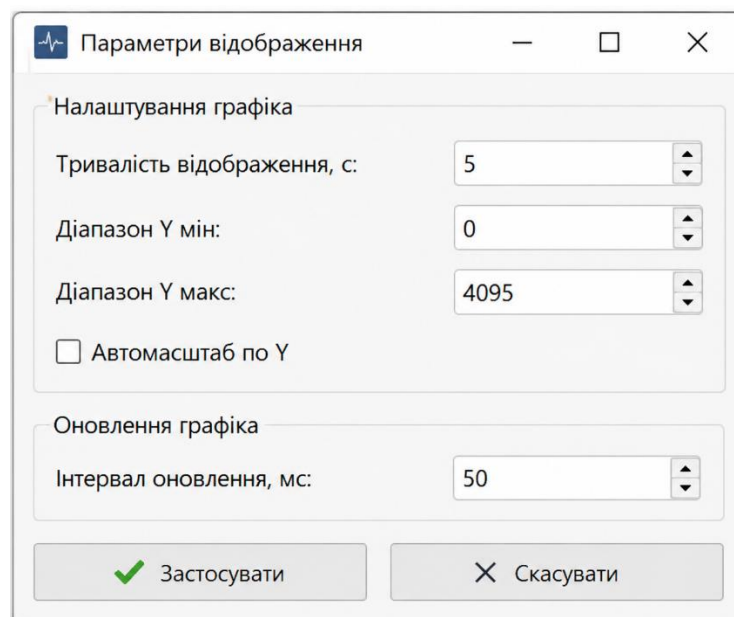 Параметри відображення
Налаштування графіка
Тривалість відображення, с: 5
Діапазон Y мін: 0
Діапазон Y макс: 4095
Автомасштаб по Y
Оновлення графіка
Інтервал оновлення, мс: 50
Застосувати Скасувати